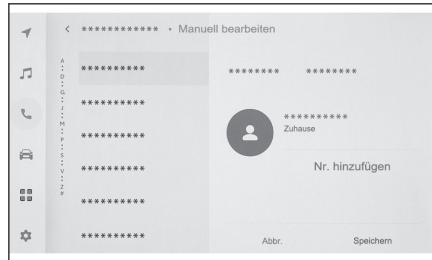 < ************ • Manuell bearbeiten
A
•
D
•
G
•
J
•
M
•
P
•
S
•
V
•
Z
#
**********
**********
**********
**********
**********
**********
******** ********
**********
Zuhause
Nr. hinzufügen
Abbr. Speichern